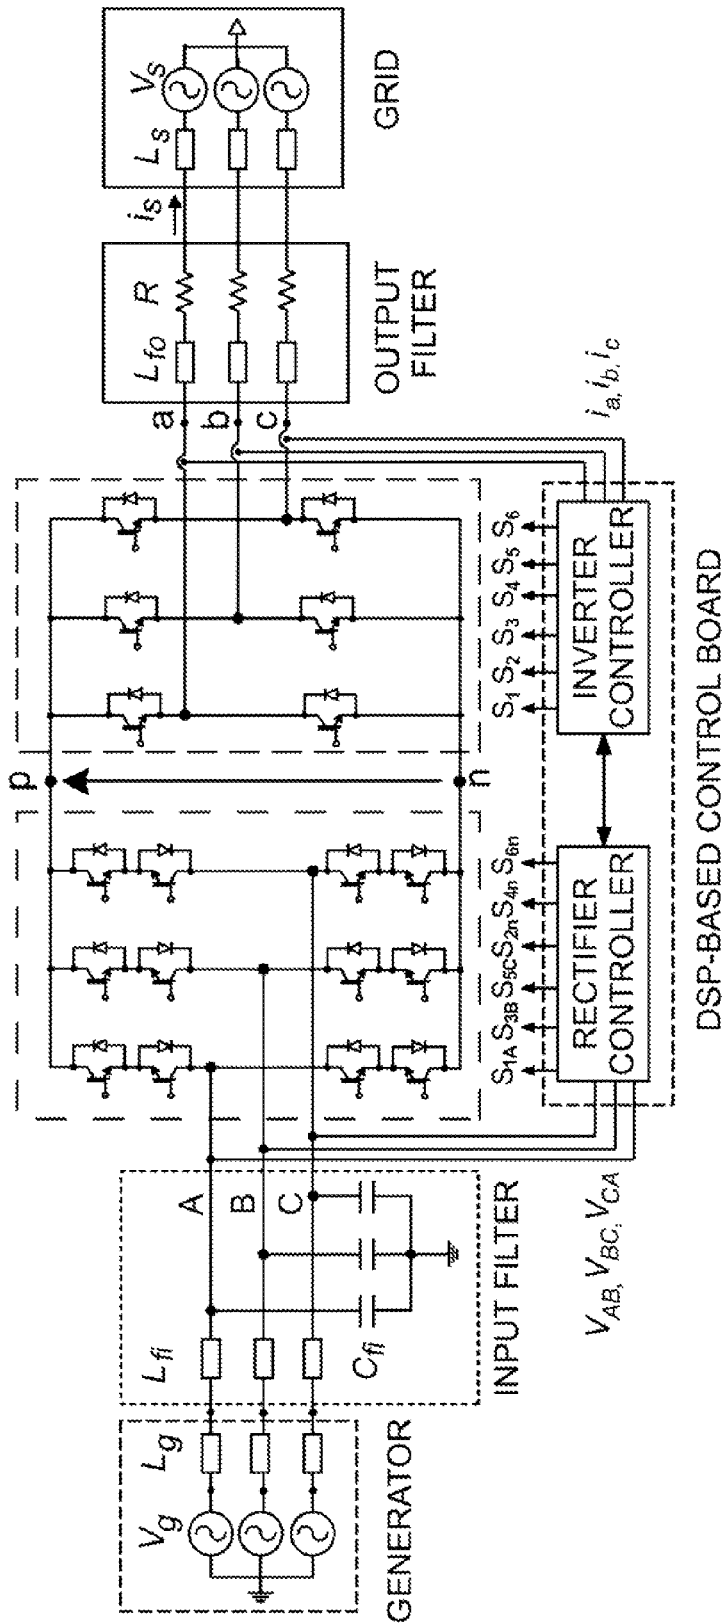 V_g
L_g
GENERATOR
L_fi
A
B
C
C_fi
INPUT FILTER
p
n
a
b
c
L_fo
R
OUTPUT
FILTER
i_s
L_s
V_s
GRID
S_1A S_3B S_5C S_2n S_4n S_6n
S_1 S_2 S_3 S_4 S_5 S_6
V_AB, V_BC, V_CA
RECTIFIER
CONTROLLER
INVERTER
CONTROLLER
i_a, i_b, i_c
DSP-BASED CONTROL BOARD